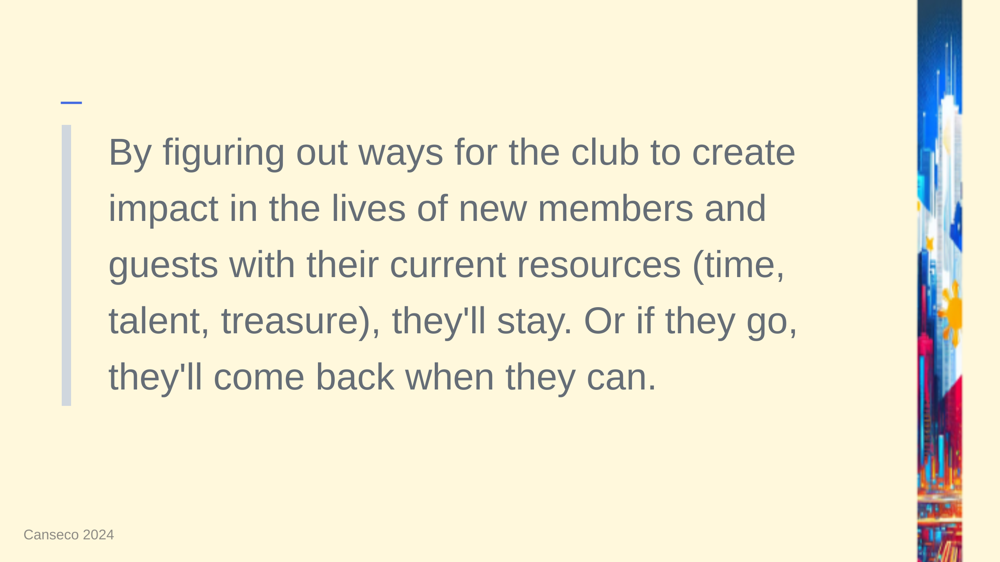 By figuring out ways for the club to create
impact in the lives of new members and
guests with their current resources (time,
talent, treasure), they'll stay. Or if they go,
they'll come back when they can.
Canseco 2024